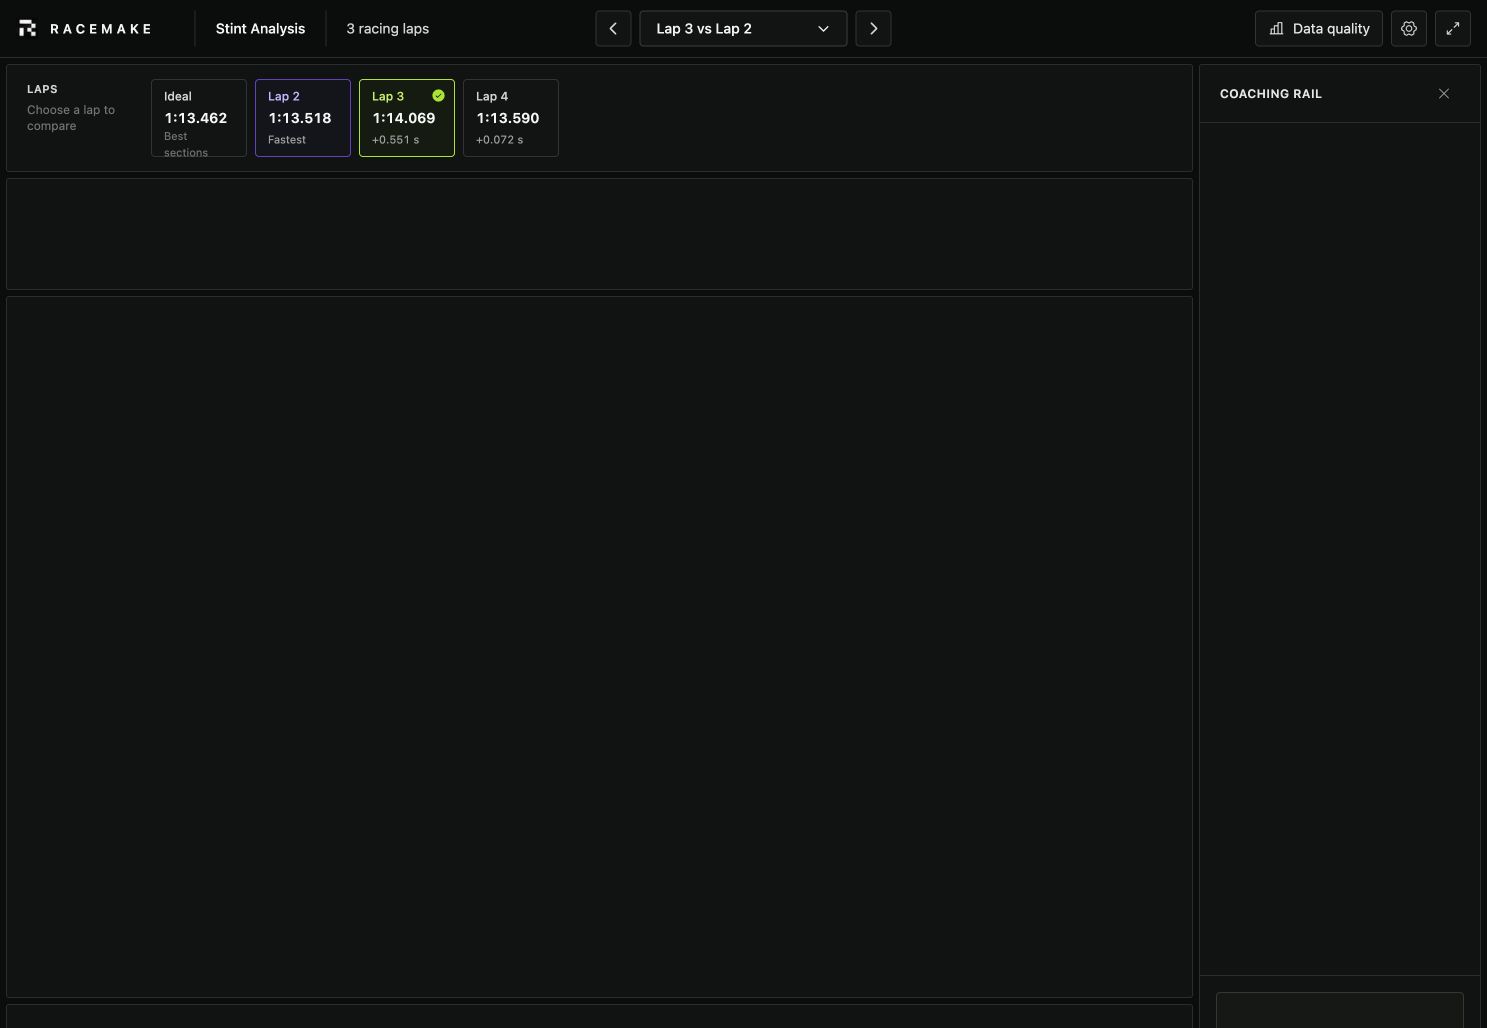 RACEMAKE
Stint Analysis
3 racing laps
Lap 3 vs Lap 2
Data quality
LAPS
Choose a lap to
compare
Ideal
1:13.462
Best
sections
Lap 2
1:13.518
Fastest
Lap 3
1:14.069
+0.551 s
Lap 4
1:13.590
+0.072 s
COACHING RAIL